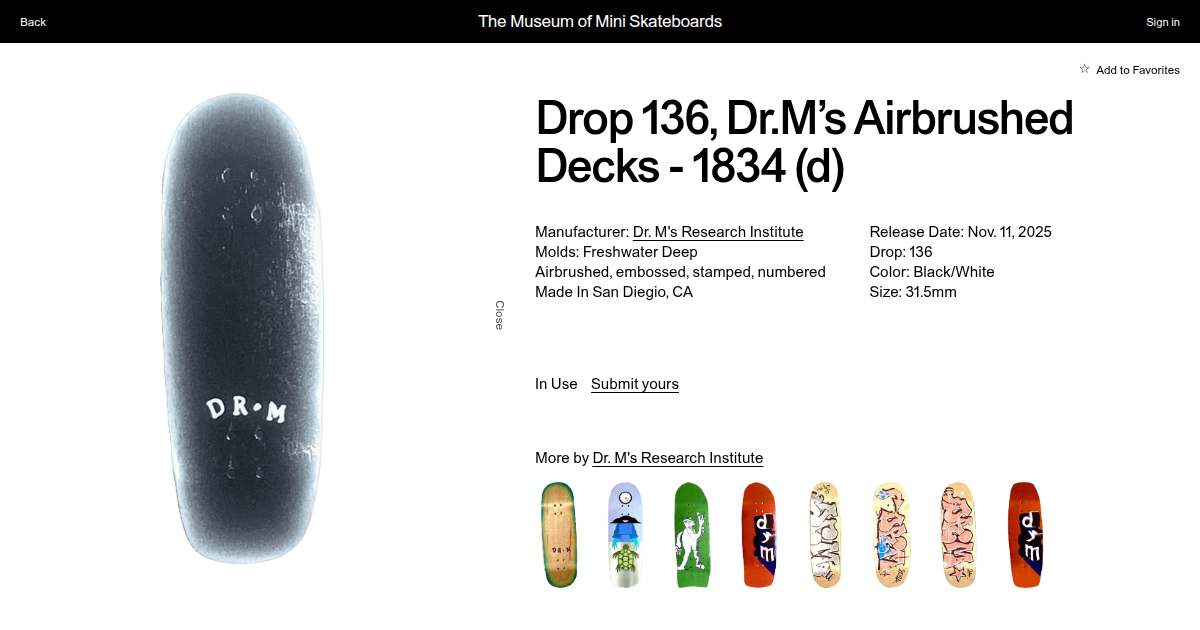 Back
The Museum of Mini Skateboards
Sign in
☆ Add to Favorites
Drop 136, Dr.M’s Airbrushed
Decks - 1834 (d)
Manufacturer: Dr. M's Research Institute
Molds: Freshwater Deep
Airbrushed, embossed, stamped, numbered
Made In San Diegio, CA
Release Date: Nov. 11, 2025
Drop: 136
Color: Black/White
Size: 31.5mm
DR•M
Close
In Use Submit yours
More by Dr. M's Research Institute
DR•M